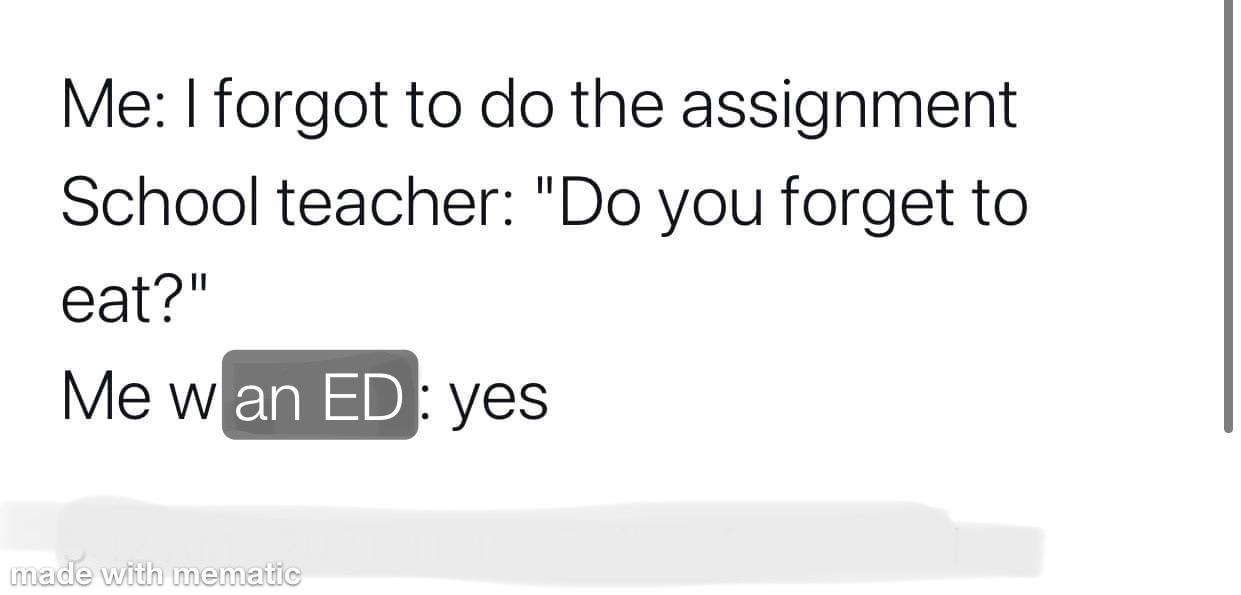 Me: I forgot to do the assignment
School teacher: "Do you forget to
eat?"
Me w an ED : yes
made with mematic